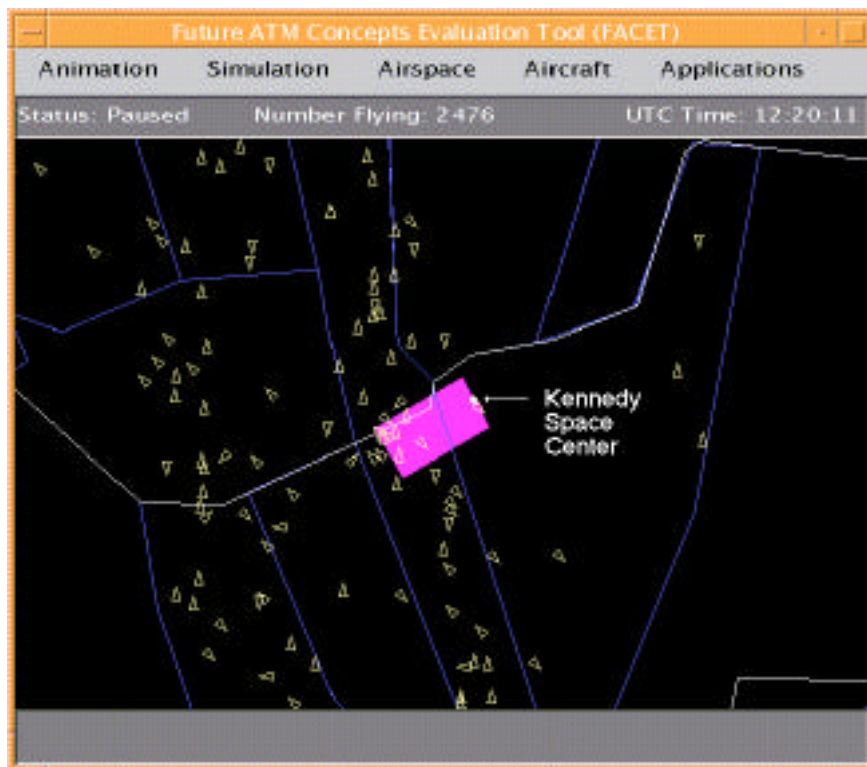 Future ATM Concepts Evaluation Tool (FACET)
Animation Simulation Airspace Aircraft Applications
Status: Paused Number Flying: 2476 UTC Time: 12:20:11
Kennedy
Space
Center